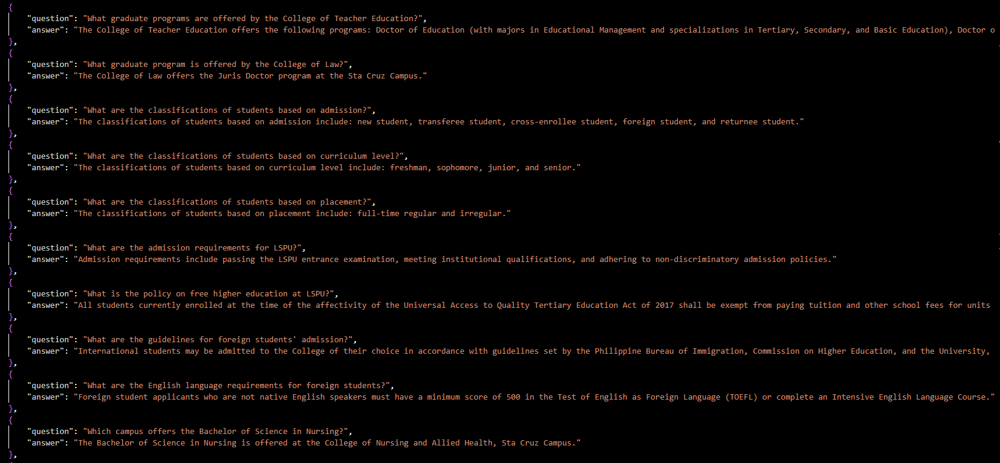 {
"question": "What graduate programs are offered by the College of Teacher Education?",
"answer": "The College of Teacher Education offers the following programs: Doctor of Education (with majors in Educational Management and specializations in Tertiary, Secondary, and Basic Education), Doctor o
},
{
"question": "What graduate program is offered by the College of Law?",
"answer": "The College of Law offers the Juris Doctor program at the Sta Cruz Campus."
},
{
"question": "What are the classifications of students based on admission?",
"answer": "The classifications of students based on admission include: new student, transferee student, cross-enrollee student, foreign student, and returnee student."
},
{
"question": "What are the classifications of students based on curriculum level?",
"answer": "The classifications of students based on curriculum level include: freshman, sophomore, junior, and senior."
},
{
"question": "What are the classifications of students based on placement?",
"answer": "The classifications of students based on placement include: full-time regular and irregular."
},
{
"question": "What are the admission requirements for LSPU?",
"answer": "Admission requirements include passing the LSPU entrance examination, meeting institutional qualifications, and adhering to non-discriminatory admission policies."
},
{
"question": "What is the policy on free higher education at LSPU?",
"answer": "All students currently enrolled at the time of the affectivity of the Universal Access to Quality Tertiary Education Act of 2017 shall be exempt from paying tuition and other school fees for units
},
{
"question": "What are the guidelines for foreign students' admission?",
"answer": "International students may be admitted to the College of their choice in accordance with guidelines set by the Philippine Bureau of Immigration, Commission on Higher Education, and the University,
},
{
"question": "What are the English language requirements for foreign students?",
"answer": "Foreign student applicants who are not native English speakers must have a minimum score of 500 in the Test of English as Foreign Language (TOEFL) or complete an Intensive English Language Course."
},
{
"question": "Which campus offers the Bachelor of Science in Nursing?",
"answer": "The Bachelor of Science in Nursing is offered at the College of Nursing and Allied Health, Sta Cruz Campus."
},